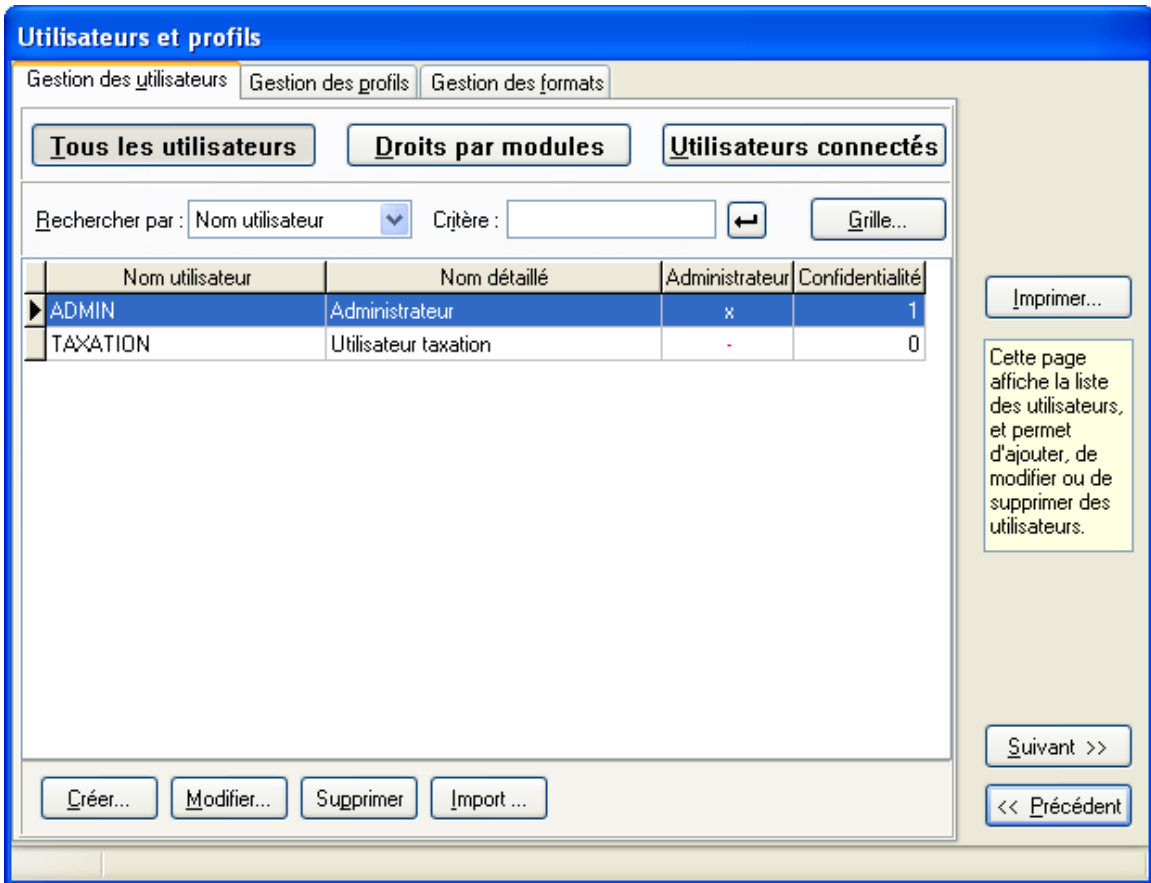 Utilisateurs et profils
Gestion des utilisateurs Gestion des profils Gestion des formats
Tous les utilisateurs Droits par modules Utilisateurs connectés
Rechercher par : Nom utilisateur Critère : Grille...
Nom utilisateur Nom détaillé Administrateur Confidentialité
ADMIN Administrateur x 1
TAXATION Utilisateur taxation - 0
Imprimer...
Cette page
affiche la liste
des utilisateurs,
et permet
d'ajouter, de
modifier ou de
supprimer des
utilisateurs.
Suivant >>
<< Précédent
Créer... Modifier... Supprimer Import ...